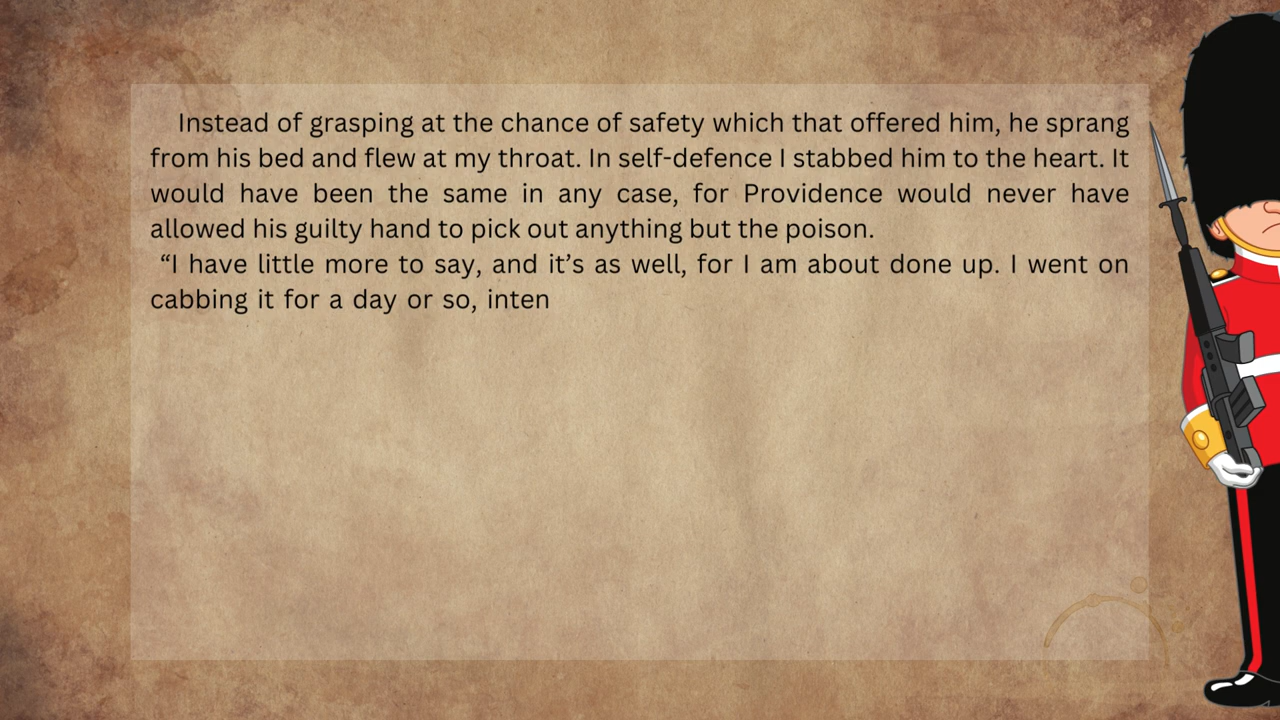 Instead of grasping at the chance of safety which that offered him, he sprang
from his bed and flew at my throat. In self-defence I stabbed him to the heart. It
would have been the same in any case, for Providence would never have
allowed his guilty hand to pick out anything but the poison.
“I have little more to say, and it’s as well, for I am about done up. I went on
cabbing it for a day or so, inten